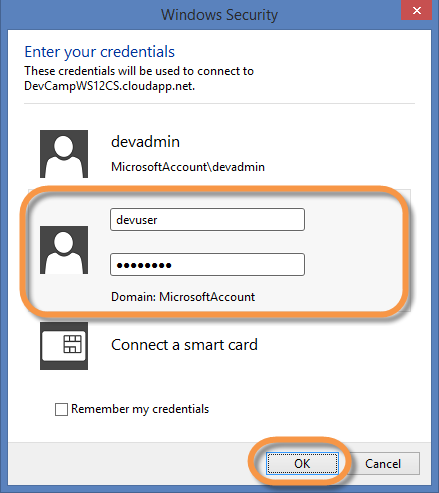 Windows Security
Enter your credentials
These credentials will be used to connect to
DevCampWS12CS.cloudapp.net.
devadmin
MicrosoftAccount\devadmin
devuser
●●●●●●●●
Domain: MicrosoftAccount
Connect a smart card
Remember my credentials
OK
Cancel